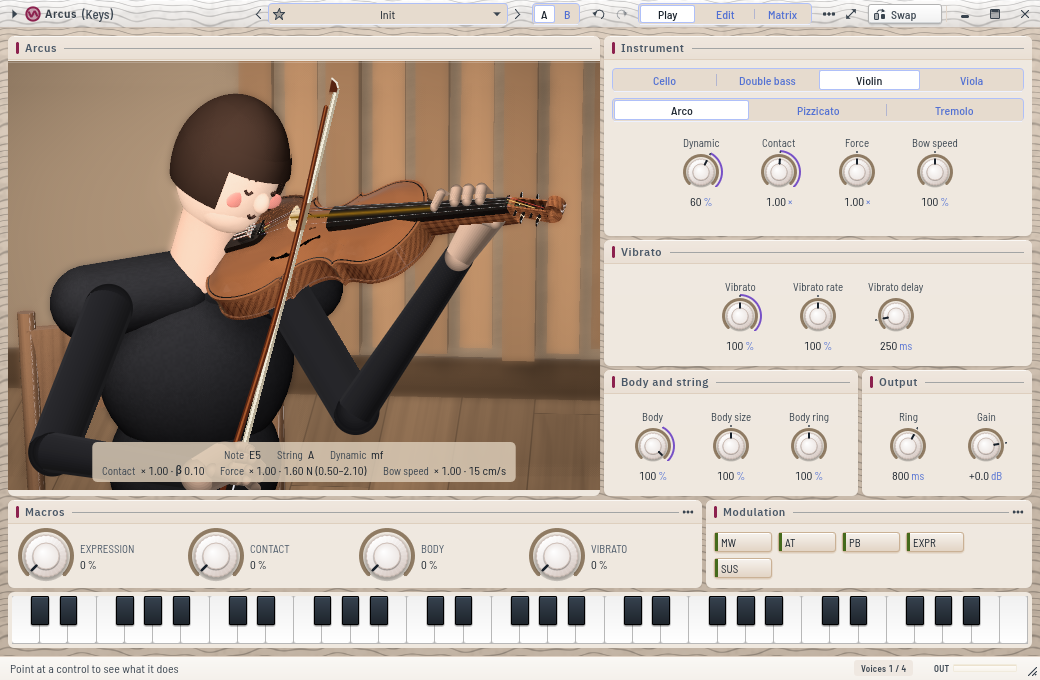 Arcus (Keys)
Init
A B
Play Edit Matrix
Swap
Arcus
Note E5 String A Dynamic mf
Contact × 1.00 · β 0.10 Force × 1.00 · 1.60 N (0.50–2.10) Bow speed × 1.00 · 15 cm/s
Instrument
Cello Double bass Violin Viola
Arco Pizzicato Tremolo
Dynamic Contact Force Bow speed
60 % 1.00 × 1.00 × 100 %
Vibrato
Vibrato Vibrato rate Vibrato delay
100 % 100 % 250 ms
Body and string
Body Body size Body ring
100 % 100 % 100 %
Output
Ring Gain
800 ms +0.0 dB
Macros
EXPRESSION
0 %
CONTACT
0 %
BODY
0 %
VIBRATO
0 %
Modulation
MW AT PB EXPR
SUS
Point at a control to see what it does
Voices 1 / 4
OUT